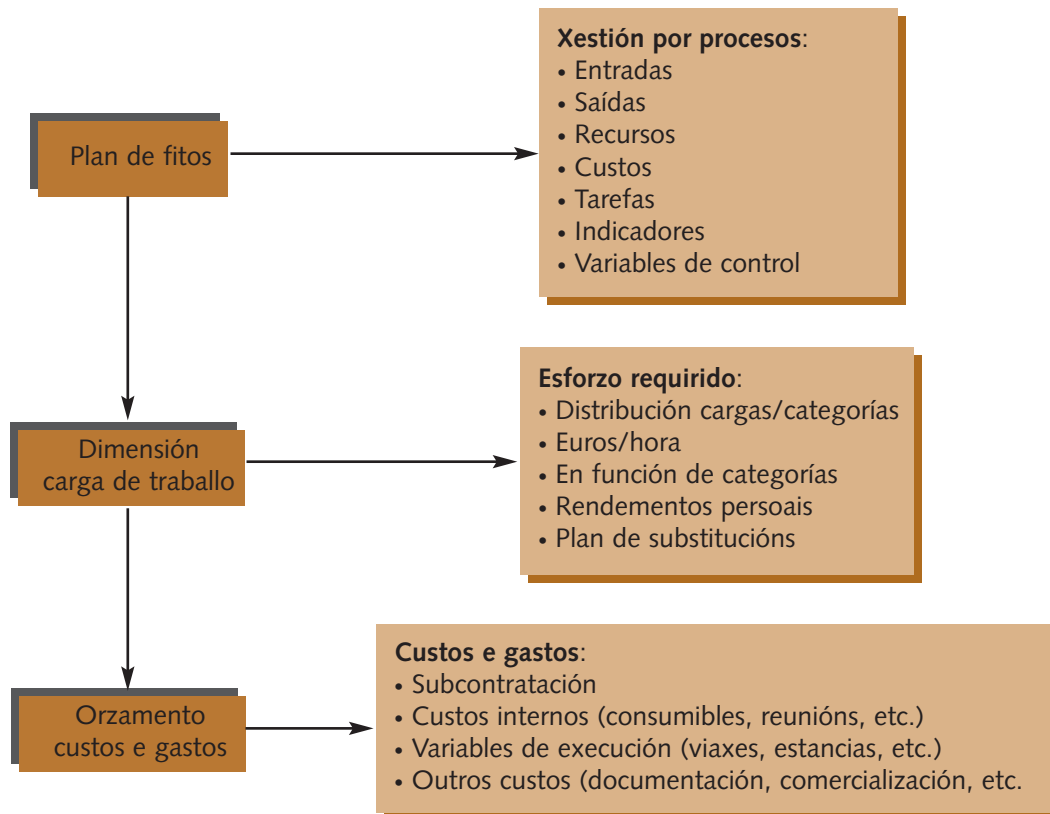 Plan de fitos
Xestión por procesos:
• Entradas
• Saídas
• Recursos
• Custos
• Tarefas
• Indicadores
• Variables de control
Dimensión
carga de traballo
Esforzo requirido:
• Distribución cargas/categorías
• Euros/hora
• En función de categorías
• Rendementos persoais
• Plan de substitucións
Orzamento
custos e gastos
Custos e gastos:
• Subcontratación
• Custos internos (consumibles, reunións, etc.)
• Variables de execución (viaxes, estancias, etc.)
• Outros custos (documentación, comercialización, etc.